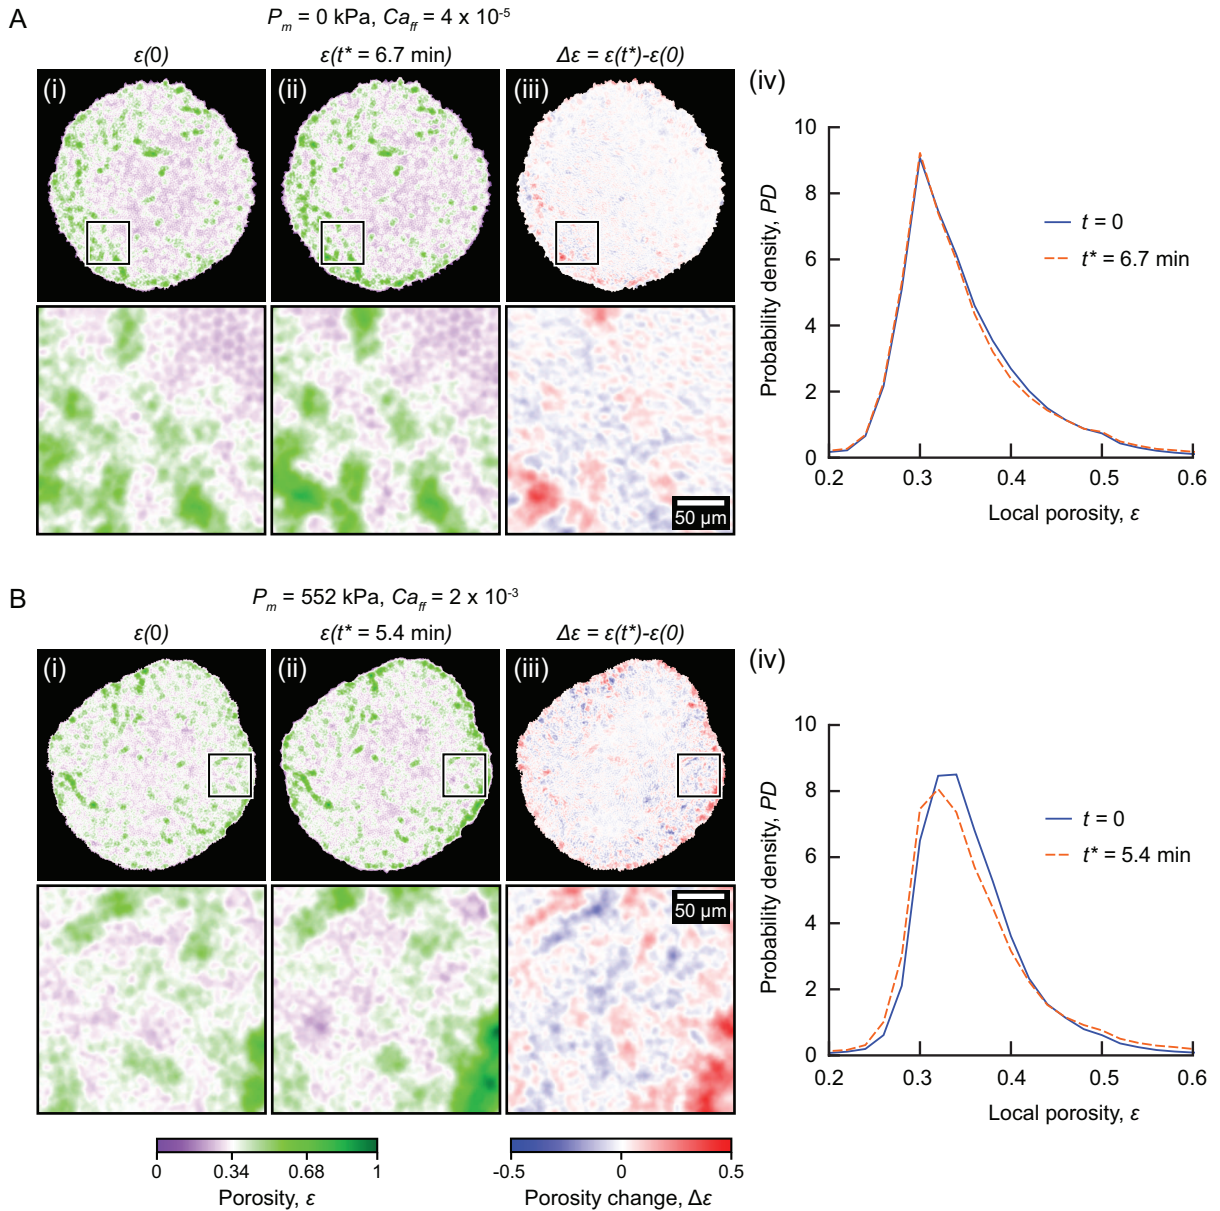 A
P_m = 0 kPa, Ca_ff = 4 x 10⁻⁵
ε(0)
ε(t* = 6.7 min)
Δε = ε(t*)-ε(0)
(i)
(ii)
(iii)
50 µm
(iv)
Probability density, PD
10
8
6
4
2
0
0.2 0.3 0.4 0.5 0.6
Local porosity, ε
t = 0
t* = 6.7 min
B
P_m = 552 kPa, Ca_ff = 2 x 10⁻³
ε(0)
ε(t* = 5.4 min)
Δε = ε(t*)-ε(0)
(i)
(ii)
(iii)
50 µm
(iv)
Probability density, PD
10
8
6
4
2
0
0.2 0.3 0.4 0.5 0.6
Local porosity, ε
t = 0
t* = 5.4 min
0 0.34 0.68 1
Porosity, ε
-0.5 0 0.5
Porosity change, Δε